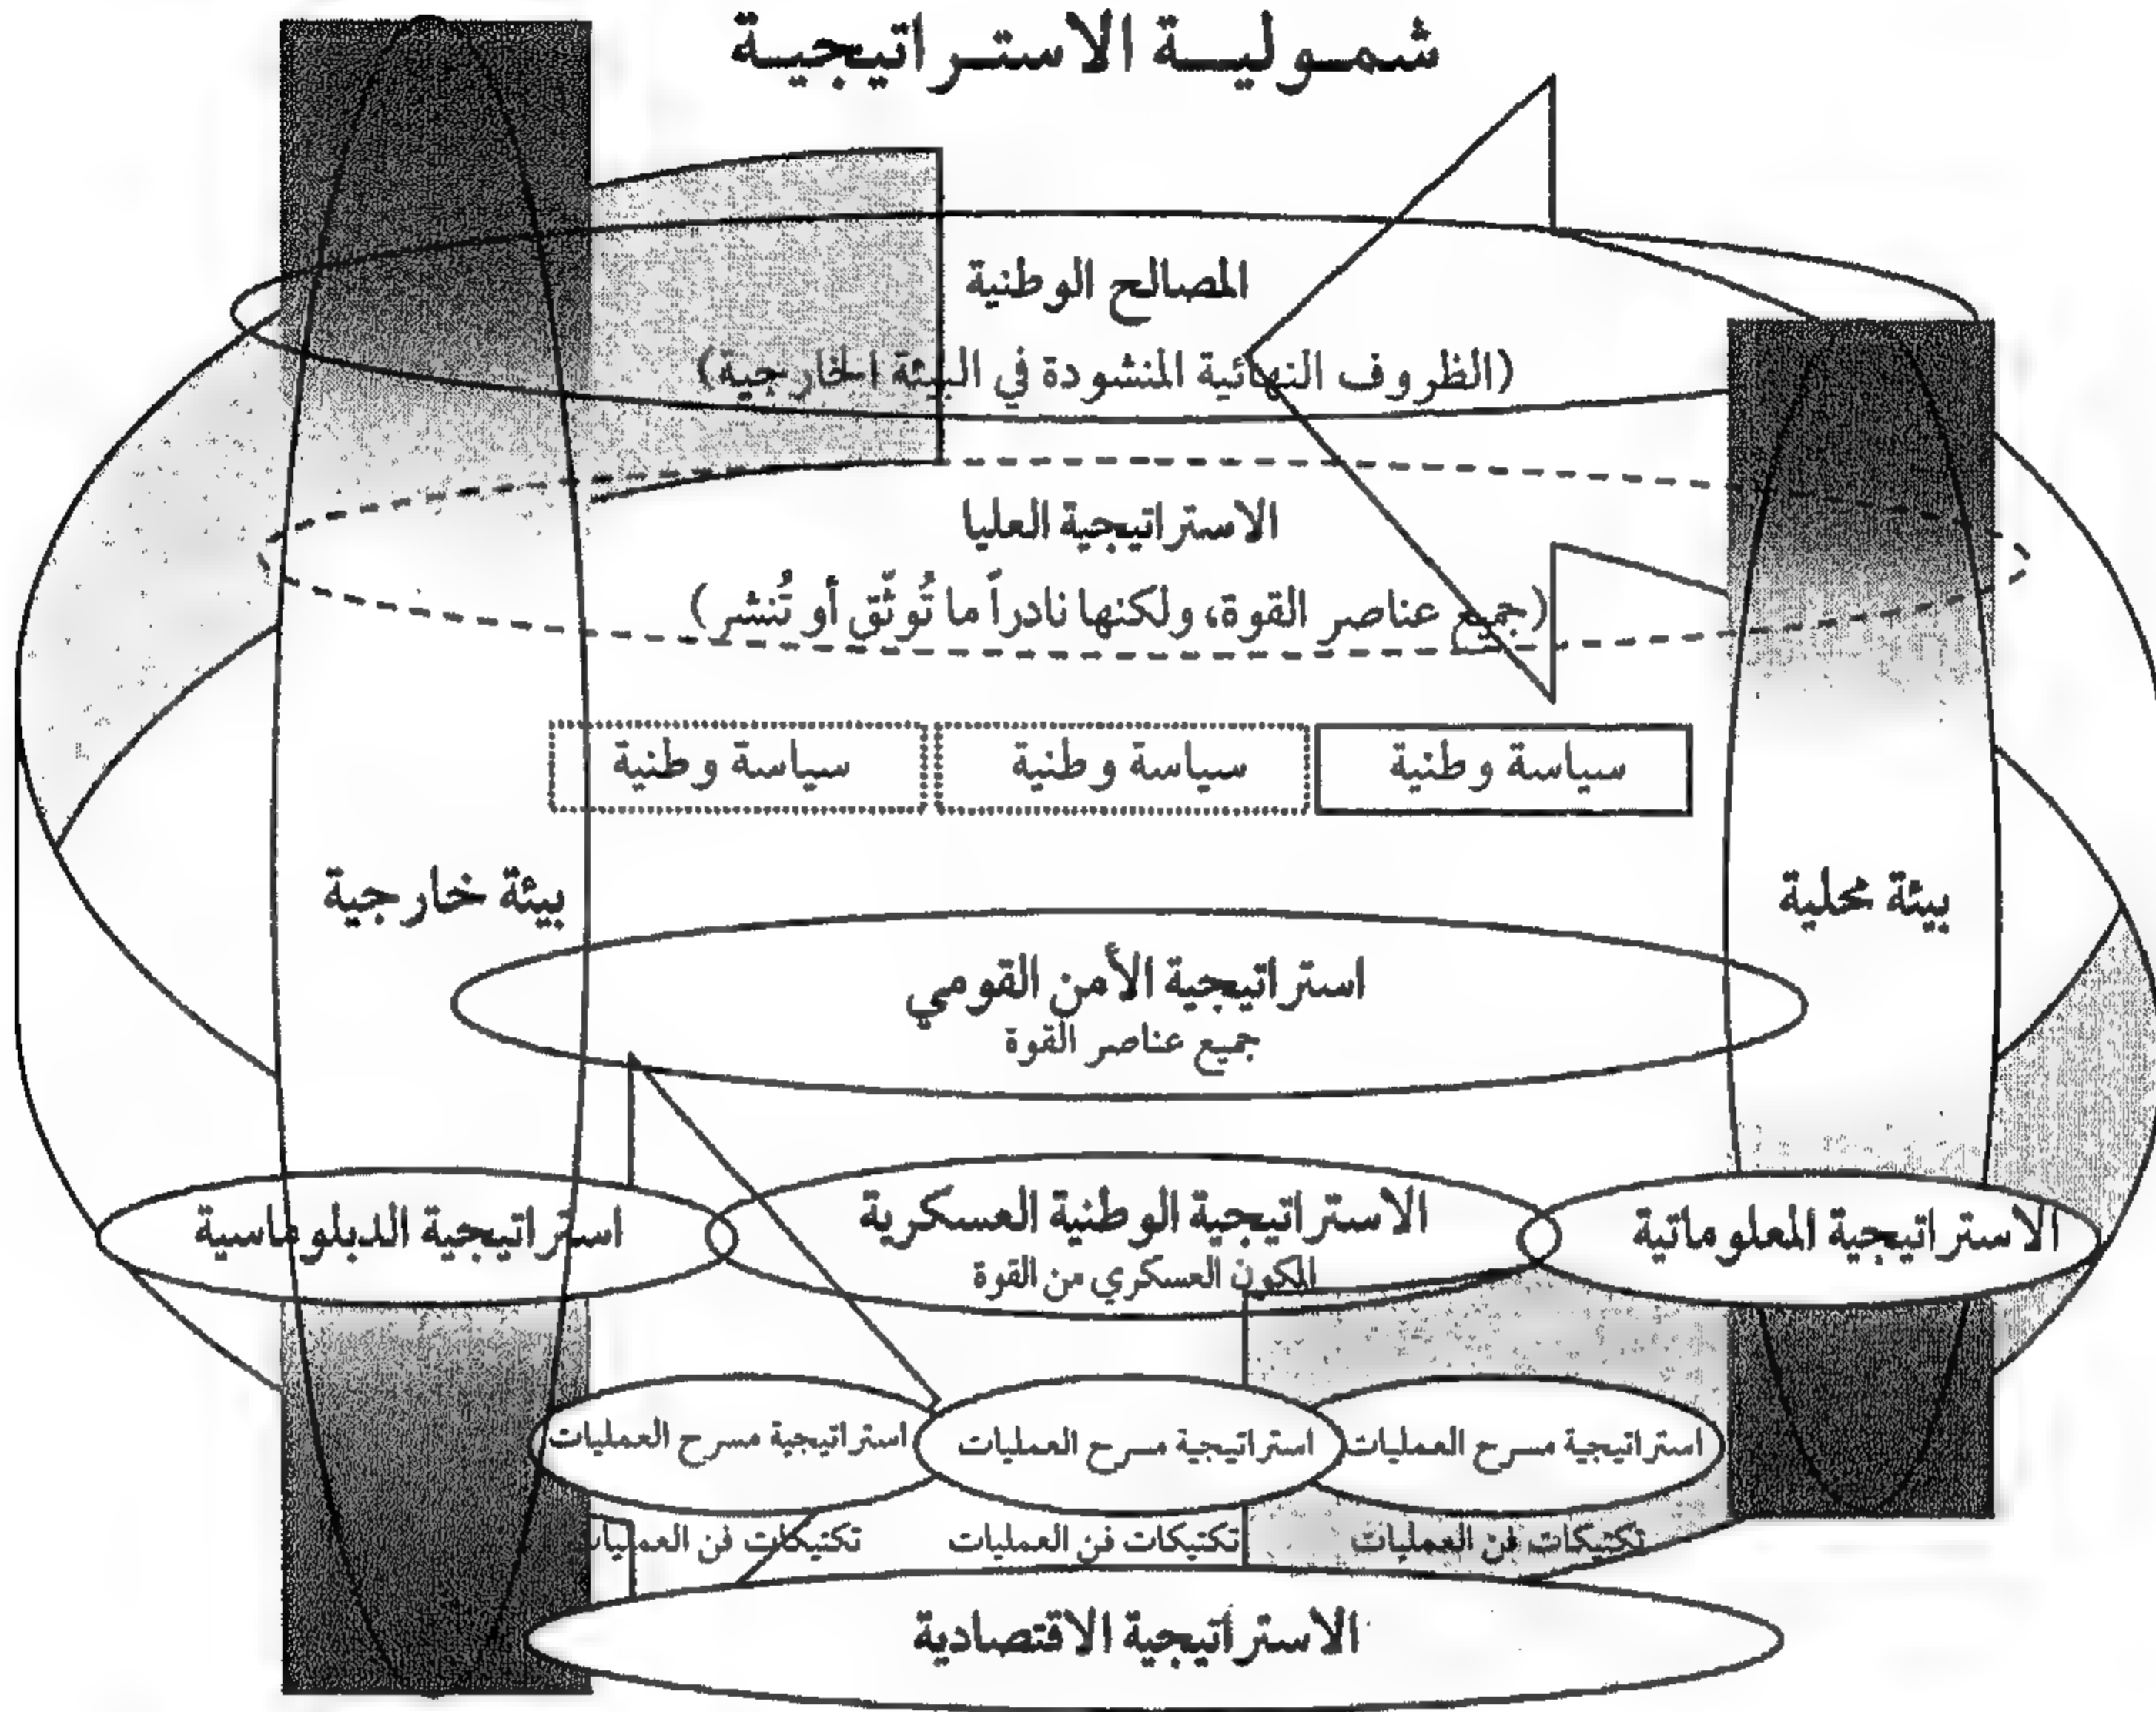 شمولية الاستراتيجية
المصالح الوطنية
(الظروف النهائية المنشودة في البيئة الخارجية)
الاستراتيجية العليا
(جميع عناصر القوة، ولكنها نادراً ما تُوثّق أو تُنشر)
سياسة وطنية
سياسة وطنية
سياسة وطنية
بيئة محلية
بيئة خارجية
استراتيجية الأمن القومي
جميع عناصر القوة
الاستراتيجية المعلوماتية
الاستراتيجية الوطنية العسكرية
المكون العسكري من القوة
استراتيجية الدبلوماسية
استراتيجية مسرح العمليات
استراتيجية مسرح العمليات
استراتيجية مسرح العمليات
تكتيكات فن العمليات
تكتيكات فن العمليات
تكتيكات فن العمليات
الاستراتيجية الاقتصادية